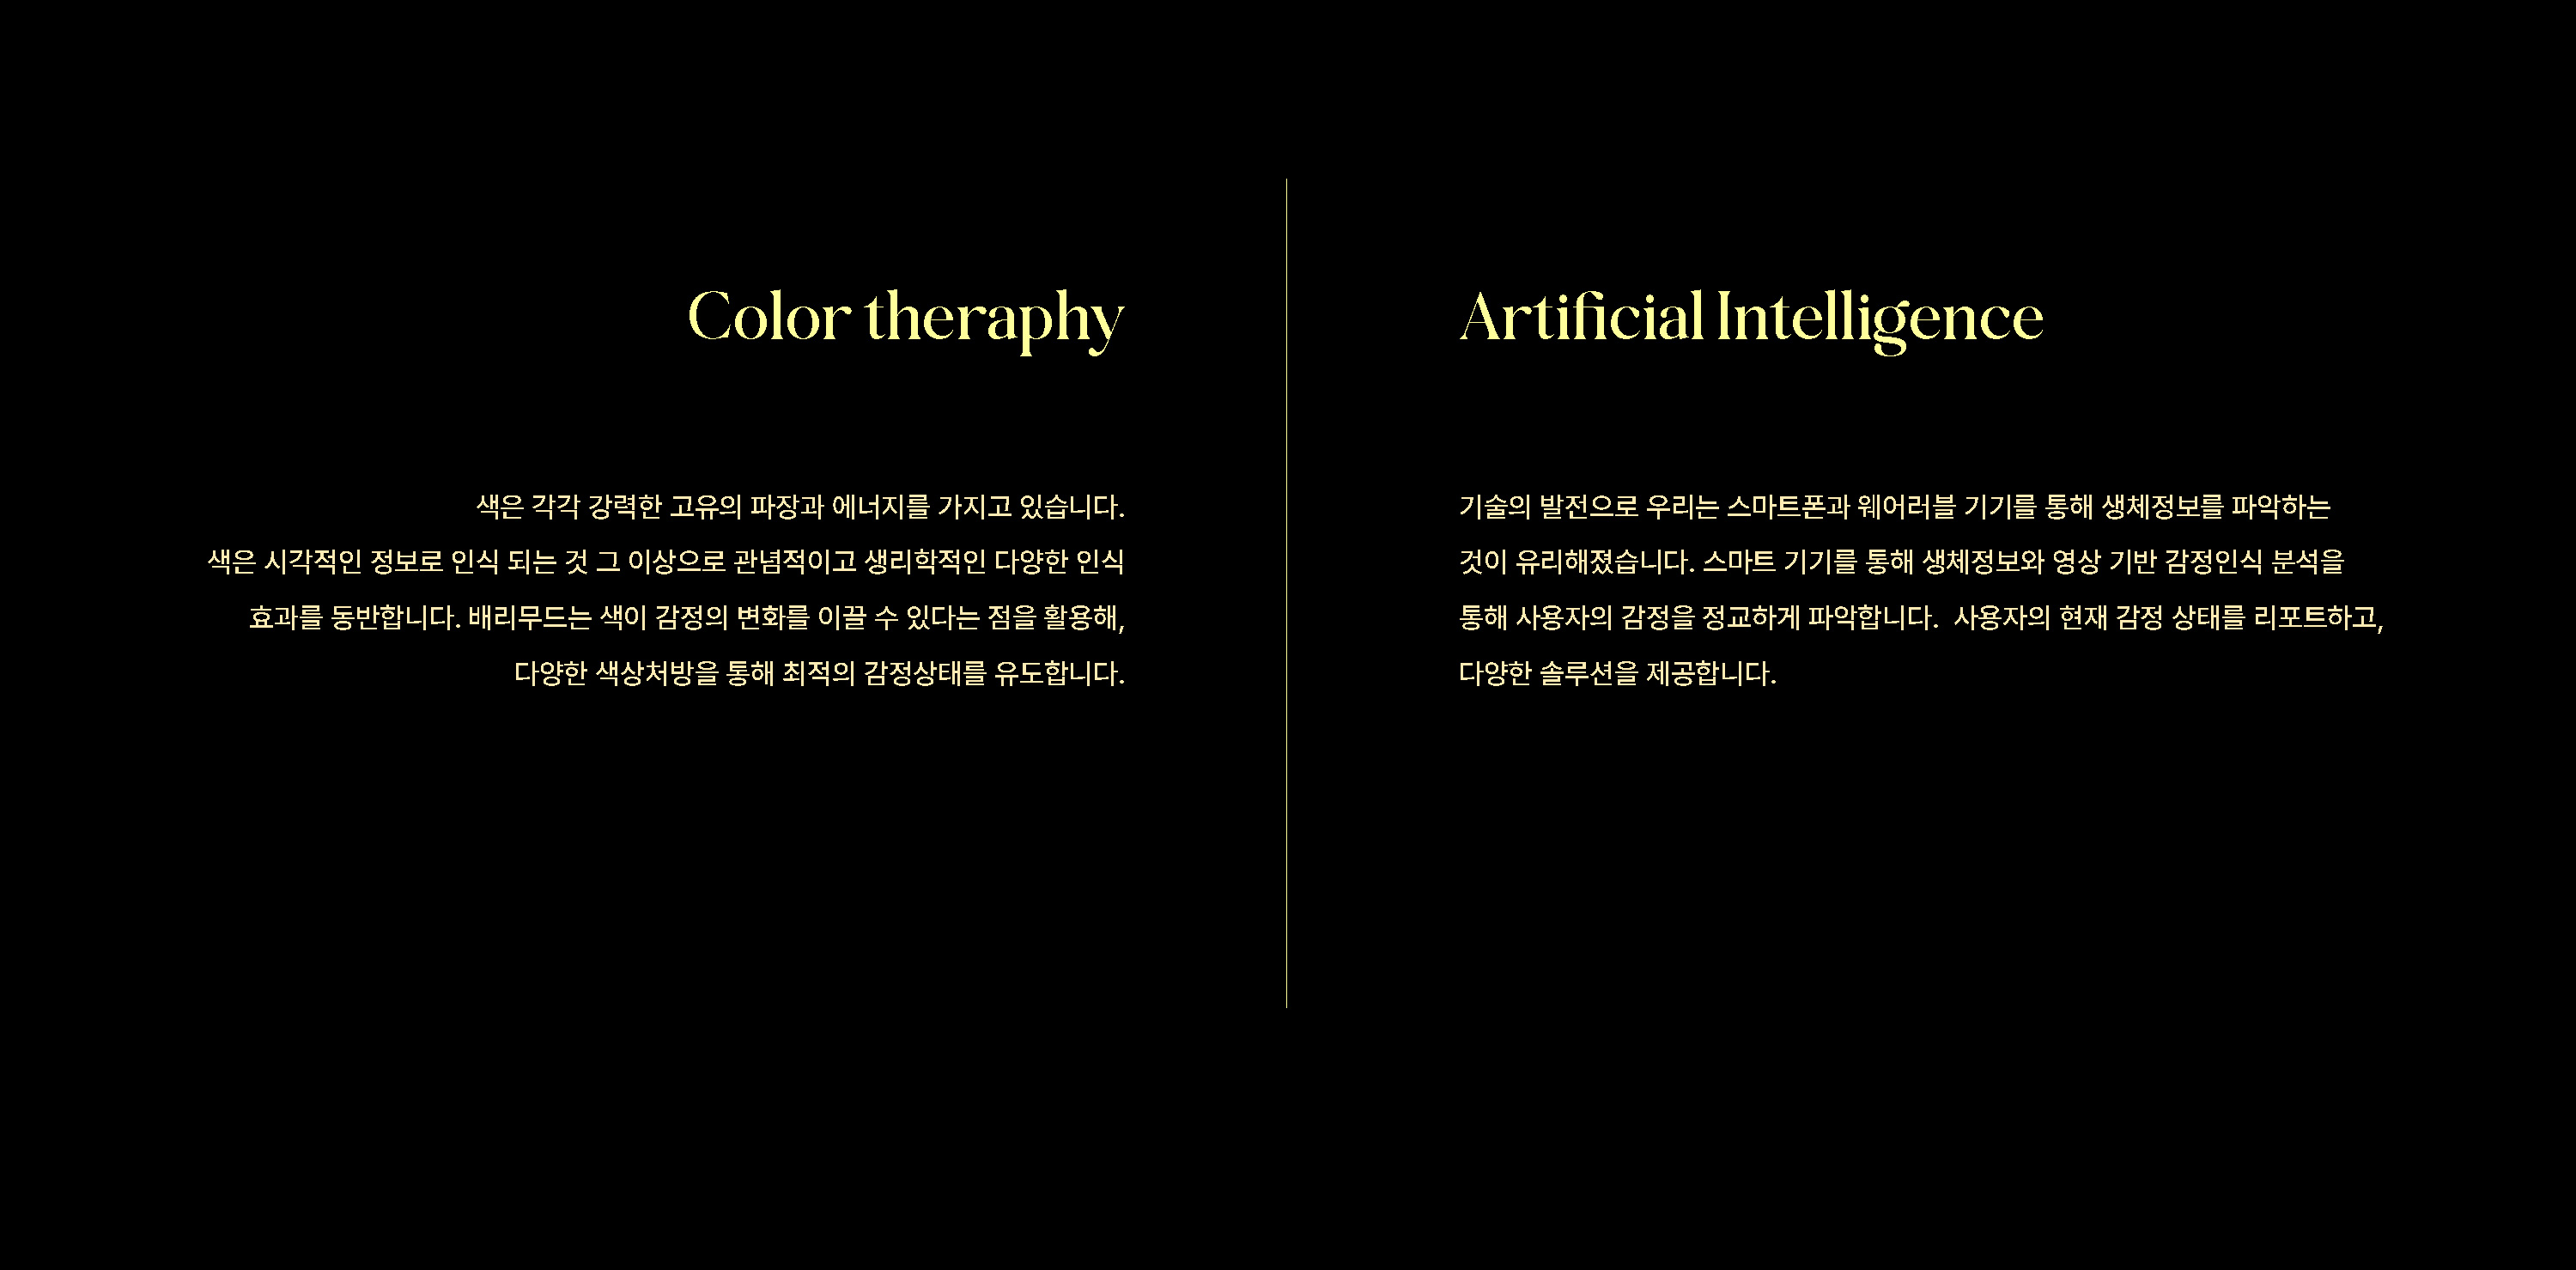 Color theraphy
색은 각각 강력한 고유의 파장과 에너지를 가지고 있습니다.
색은 시각적인 정보로 인식 되는 것 그 이상으로 관념적이고 생리학적인 다양한 인식
효과를 동반합니다. 배리무드는 색이 감정의 변화를 이끌 수 있다는 점을 활용해,
다양한 색상처방을 통해 최적의 감정상태를 유도합니다.
Artificial Intelligence
기술의 발전으로 우리는 스마트폰과 웨어러블 기기를 통해 생체정보를 파악하는
것이 유리해졌습니다. 스마트 기기를 통해 생체정보와 영상 기반 감정인식 분석을
통해 사용자의 감정을 정교하게 파악합니다.  사용자의 현재 감정 상태를 리포트하고,
다양한 솔루션을 제공합니다.